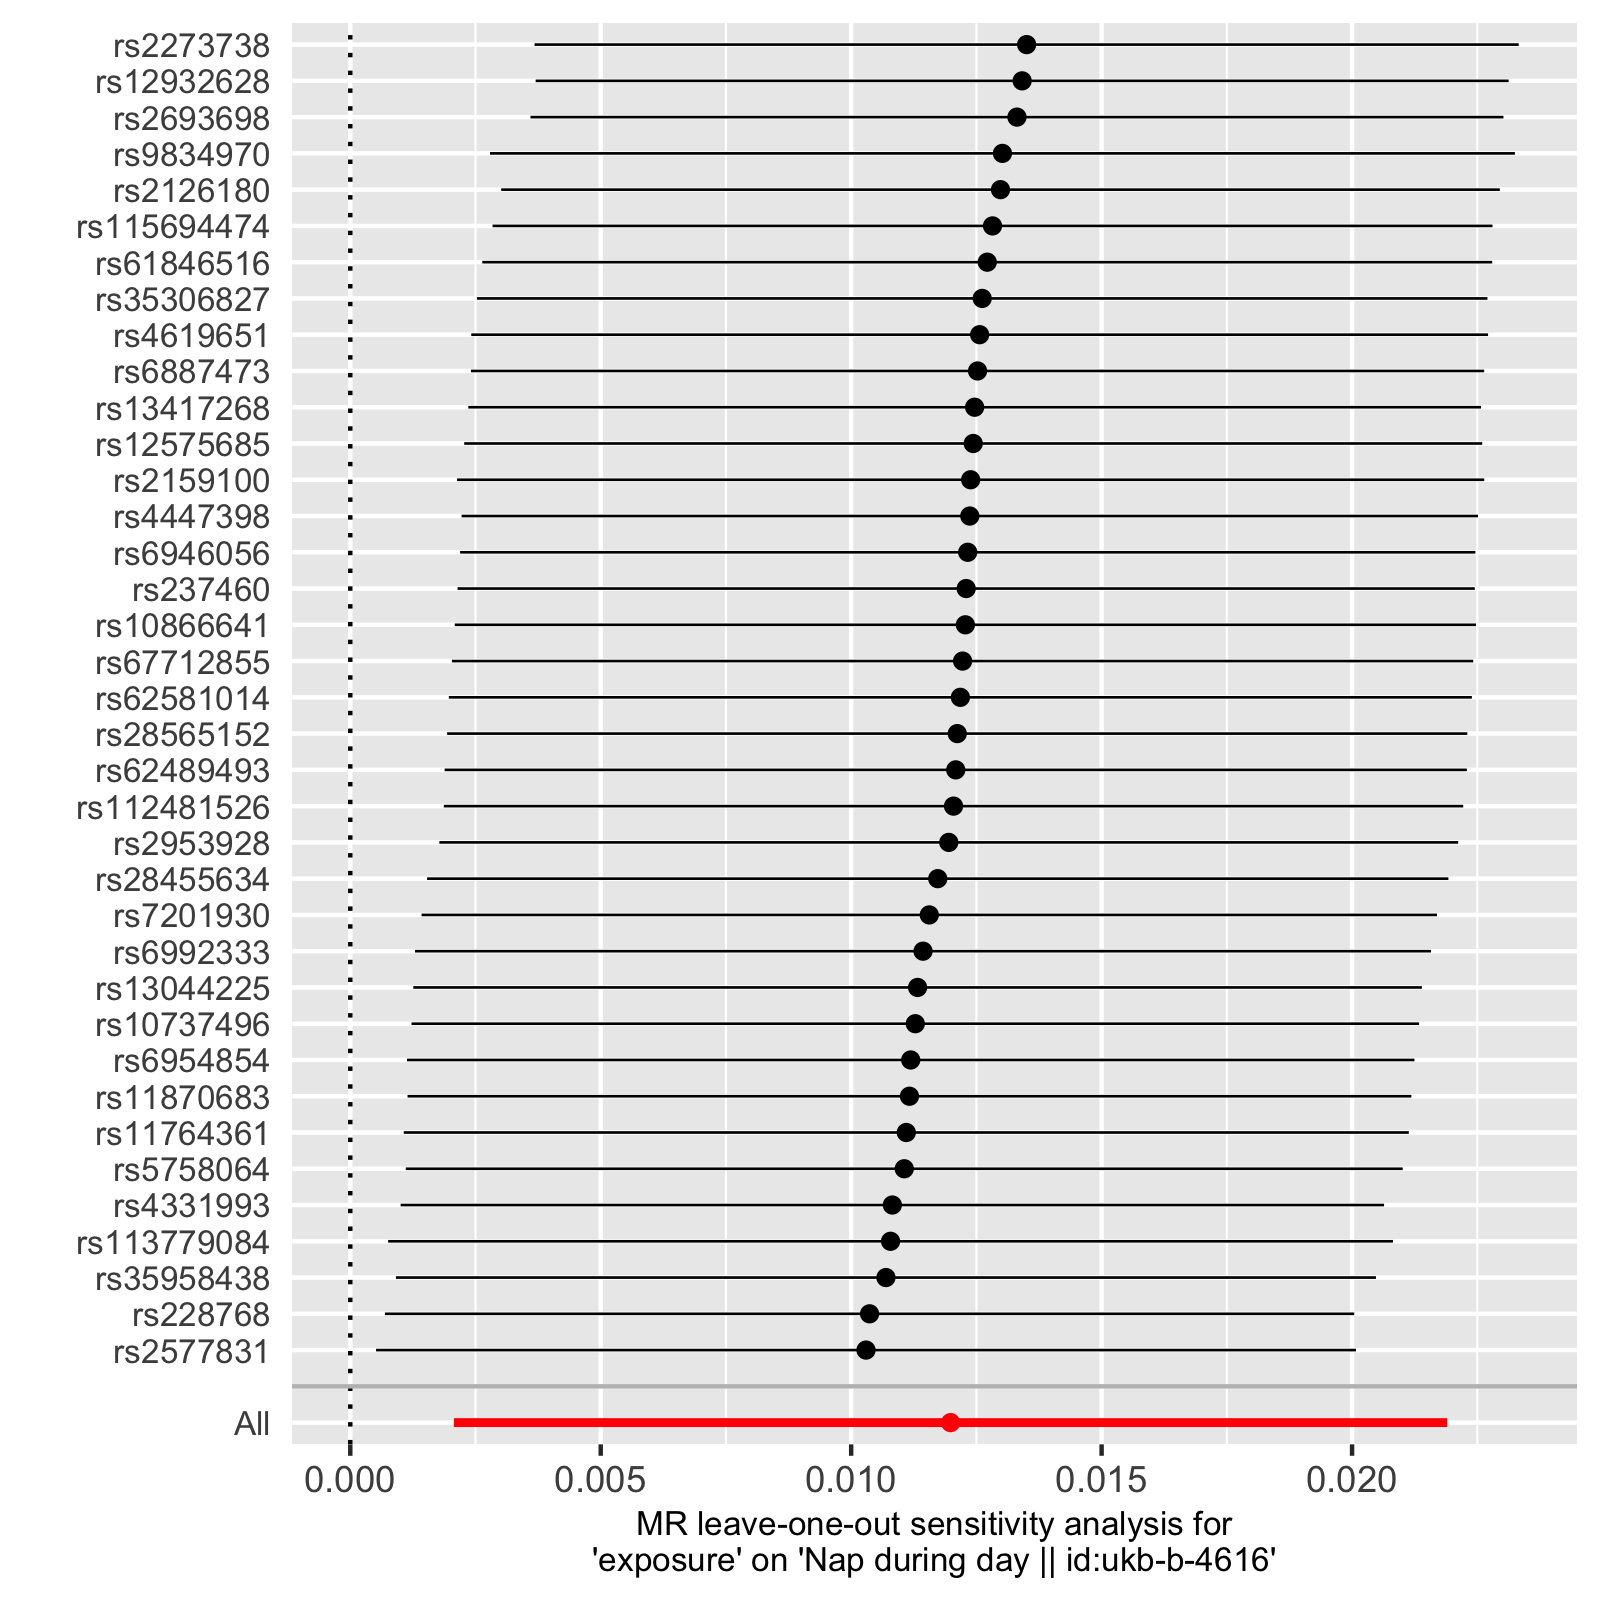 rs2273738
rs12932628
rs2693698
rs9834970
rs2126180
rs115694474
rs61846516
rs35306827
rs4619651
rs6887473
rs13417268
rs12575685
rs2159100
rs4447398
rs6946056
rs237460
rs10866641
rs67712855
rs62581014
rs28565152
rs62489493
rs112481526
rs2953928
rs28455634
rs7201930
rs6992333
rs13044225
rs10737496
rs6954854
rs11870683
rs11764361
rs5758064
rs4331993
rs113779084
rs35958438
rs228768
rs2577831
All
0.000 0.005 0.010 0.015 0.020
MR leave-one-out sensitivity analysis for
'exposure' on 'Nap during day || id:ukb-b-4616'